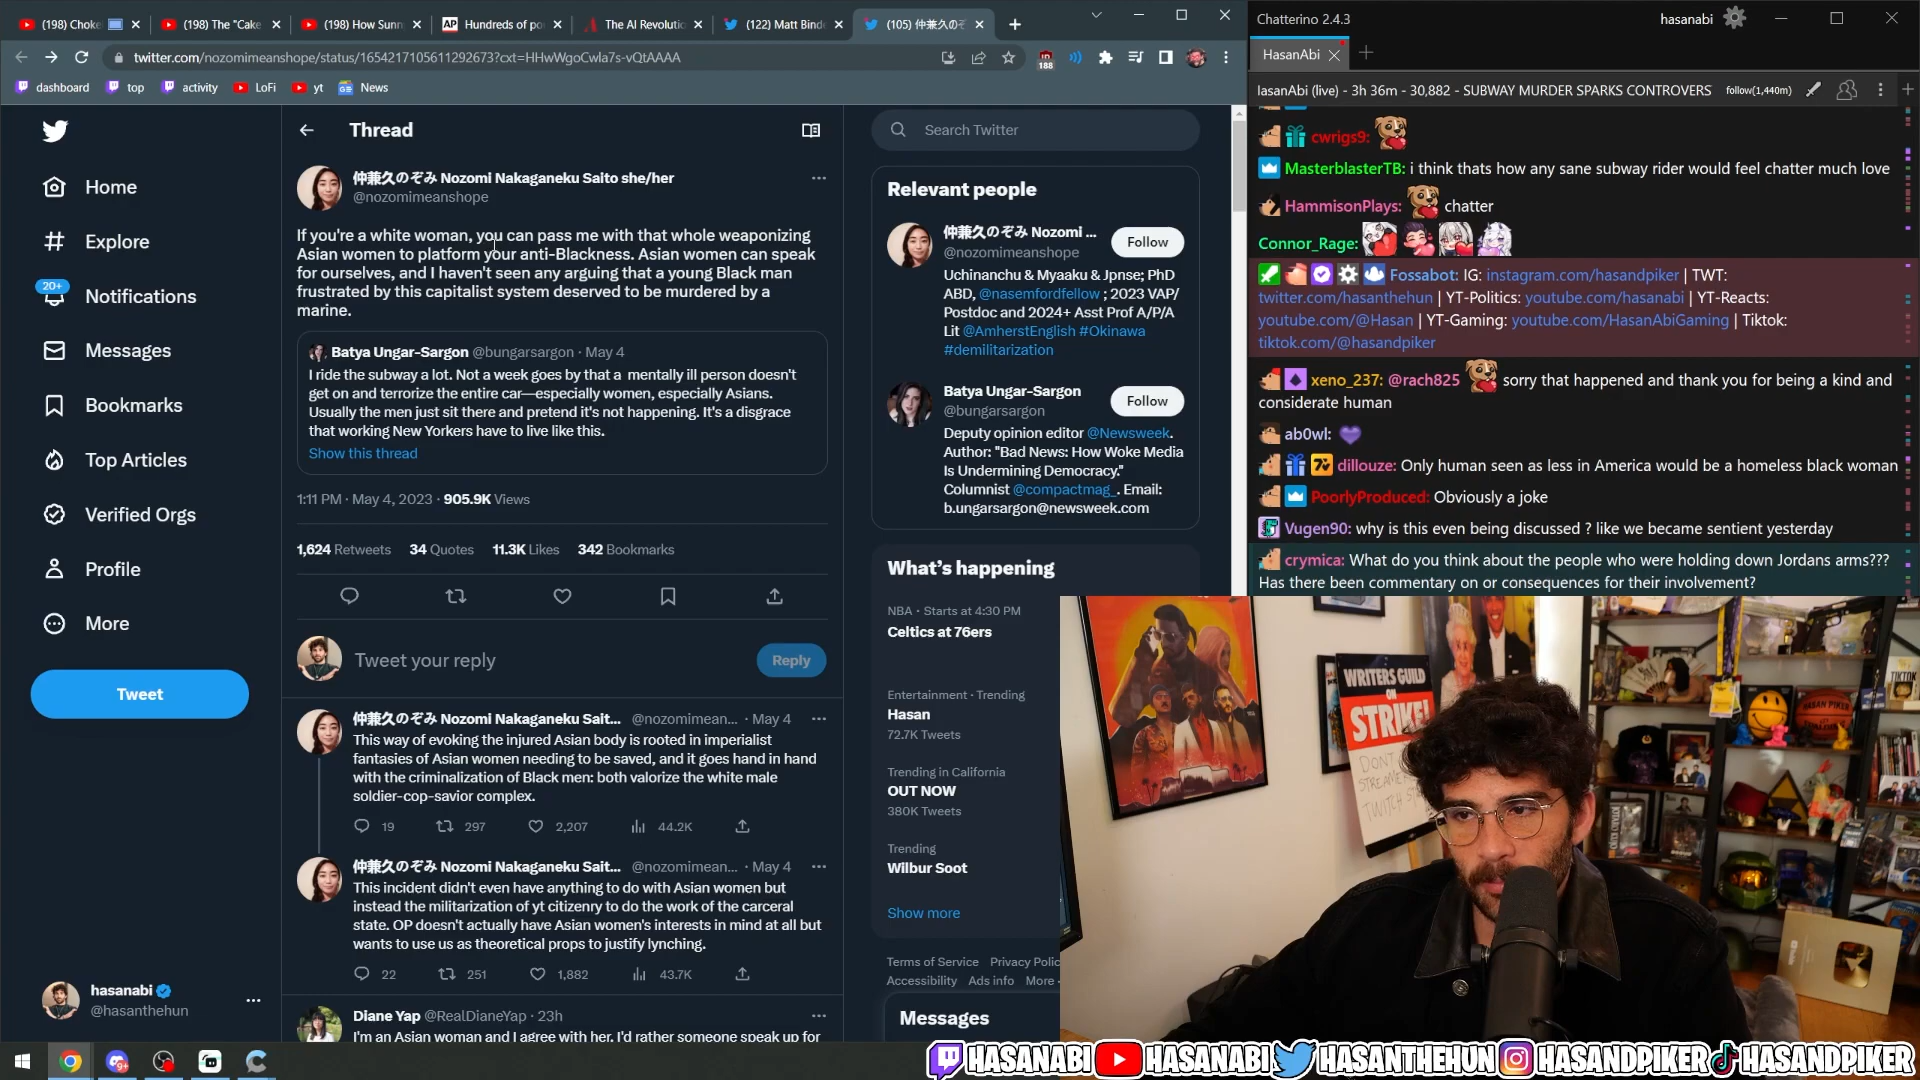 (198) Choke
(198) The "Cake
(198) How Sunn
Hundreds of po
The AI Revolutic
(122) Matt Binde
(105) 仲兼久のぞ
twitter.com/nozomimeanshope/status/1654217105611292673?cxt=HHwWgoCwla7s-vQtAAAA
188
dashboard
top
activity
LoFi
yt
News
Home
Explore
20+
Notifications
Messages
Bookmarks
Top Articles
Verified Orgs
Profile
More
Tweet
hasanabi
@hasanthehun
Thread
仲兼久のぞみ Nozomi Nakaganeku Saito she/her
@nozomimeanshope
If you're a white woman, you can pass me with that whole weaponizing
Asian women to platform your anti-Blackness. Asian women can speak
for ourselves, and I haven't seen any arguing that a young Black man
frustrated by this capitalist system deserved to be murdered by a
marine.
Batya Ungar-Sargon @bungarsargon · May 4
I ride the subway a lot. Not a week goes by that a mentally ill person doesn't
get on and terrorize the entire car—especially women, especially Asians.
Usually the men just sit there and pretend it's not happening. It's a disgrace
that working New Yorkers have to live like this.
Show this thread
1:11 PM · May 4, 2023 · 905.9K Views
1,624 Retweets 34 Quotes 11.3K Likes 342 Bookmarks
Tweet your reply
Reply
仲兼久のぞみ Nozomi Nakaganeku Sait... @nozomimean... · May 4
This way of evoking the injured Asian body is rooted in imperialist
fantasies of Asian women needing to be saved, and it goes hand in hand
with the criminalization of Black men: both valorize the white male
soldier-cop-savior complex.
19 297 2,207 44.2K
仲兼久のぞみ Nozomi Nakaganeku Sait... @nozomimean... · May 4
This incident didn't even have anything to do with Asian women but
instead the militarization of yt citizenry to do the work of the carceral
state. OP doesn't actually have Asian women's interests in mind at all but
wants to use us as theoretical props to justify lynching.
22 251 1,882 43.7K
Diane Yap @RealDianeYap · 23h
I'm an Asian woman and I agree with her. I'd rather someone speak up for
Search Twitter
Relevant people
仲兼久のぞみ Nozomi ...
@nozomimeanshope
Follow
Uchinanchu & Myaaku & Jpnse; PhD
ABD, @nasemfordfellow ; 2023 VAP/
Postdoc and 2024+ Asst Prof A/P/A
Lit @AmherstEnglish #Okinawa
#demilitarization
Batya Ungar-Sargon
@bungarsargon
Follow
Deputy opinion editor @Newsweek.
Author: "Bad News: How Woke Media
Is Undermining Democracy."
Columnist @compactmag_. Email:
b.ungarsargon@newsweek.com
What's happening
NBA · Starts at 4:30 PM
Celtics at 76ers
Entertainment · Trending
Hasan
72.7K Tweets
Trending in California
OUT NOW
380K Tweets
Trending
Wilbur Soot
Show more
Terms of Service Privacy Polic
Accessibility Ads info More
Messages
Chatterino 2.4.3
hasanabi
HasanAbi
lasanAbi (live) - 3h 36m - 30,882 - SUBWAY MURDER SPARKS CONTROVERS
follow(1,440m)
cwrigs9:
MasterblasterTB: i think thats how any sane subway rider would feel chatter much love
HammisonPlays: chatter
Connor_Rage:
Fossabot: IG: instagram.com/hasandpiker | TWT:
twitter.com/hasanthehun | YT-Politics: youtube.com/hasanabi | YT-Reacts:
youtube.com/@Hasan | YT-Gaming: youtube.com/HasanAbiGaming | Tiktok:
tiktok.com/@hasandpiker
xeno_237: @rach825 sorry that happened and thank you for being a kind and
considerate human
ab0wl:
dillouze: Only human seen as less in America would be a homeless black woman
PoorlyProduced: Obviously a joke
Vugen90: why is this even being discussed ? like we became sentient yesterday
crymica: What do you think about the people who were holding down Jordans arms???
Has there been commentary on or consequences for their involvement?
WRITERS GUILD
ON
STRIKE!
HASANABI
HASANABI
HASANTHEHUN
HASANDPIKER
HASANDPIKER